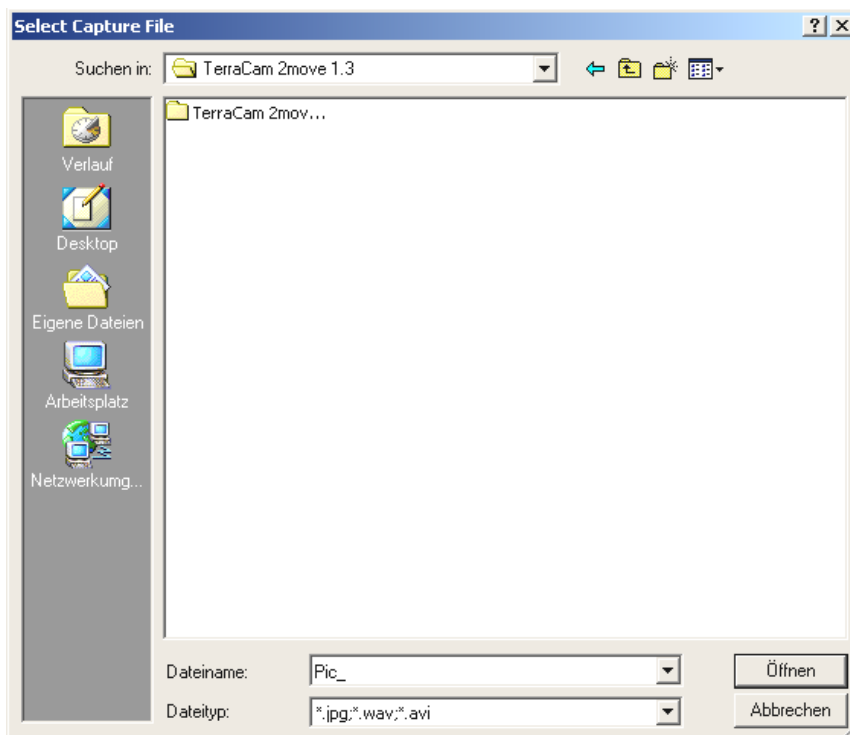 Select Capture File
Suchen in: TerraCam 2move 1.3
TerraCam 2mov...
Verlauf
Desktop
Eigene Dateien
Arbeitsplatz
Netzwerkumg...
Dateiname: Pic_ Öffnen
Dateityp: *.jpg;*.wav;*.avi Abbrechen